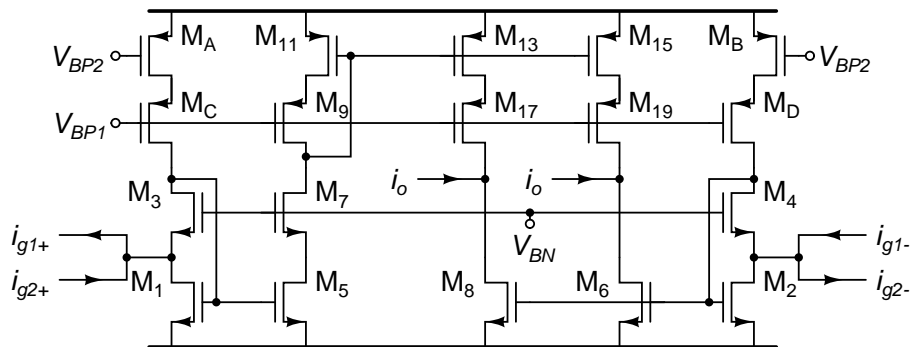 M_A M_11 M_13 M_15 M_B
V_BP2 V_BP2
M_C M_9 M_17 M_19 M_D
V_BP1
i_o i_o
M_3 M_7 M_4
i_g1+ V_BN i_g1-
i_g2+ M_1 M_5 M_8 M_6 M_2 i_g2-